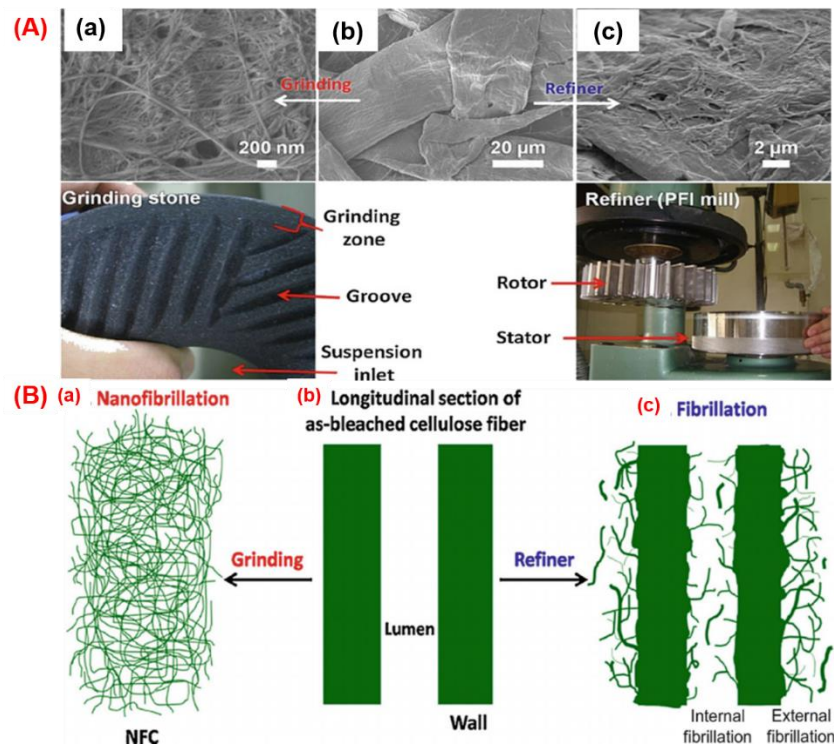 (A)
(a)
(b)
(c)
Grinding
Refiner
200 nm
20 μm
2 μm
Grinding stone
Grinding
zone
Groove
Suspension
inlet
Refiner (PFI mill)
Rotor
Stator
(B)
(a)
Nanofibrillation
(b)
Longitudinal section of
as-bleached cellulose fiber
(c)
Fibrillation
Grinding
Refiner
Lumen
Wall
NFC
Internal
fibrillation
External
fibrillation